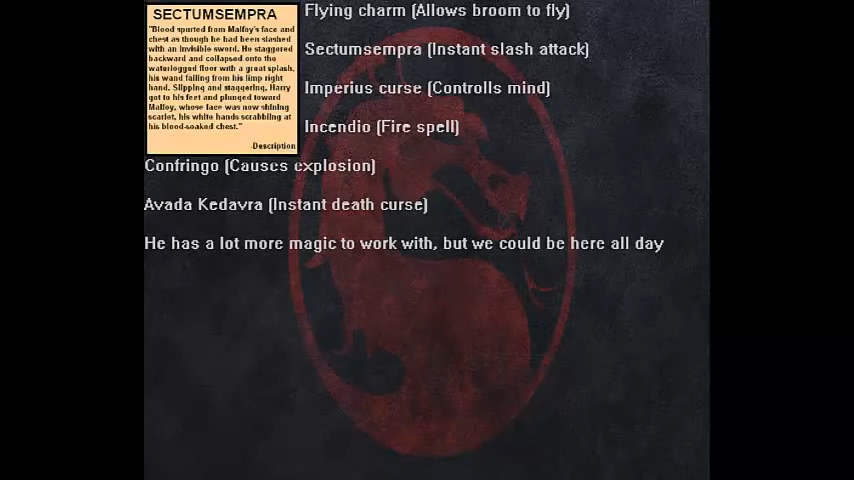 SECTUMSEMPRA
"Blood spurted from Malfoy's face and
chest as though he had been slashed
with an invisible sword. He staggered
backward and collapsed onto the
waterlogged floor with a great splash,
his wand falling from his limp right
hand. Slipping and staggering, Harry
got to his feet and plunged toward
Malfoy, whose face was now shining
scarlet, his white hands scrabbling at
his blood-soaked chest."
-Description
Flying charm (Allows broom to fly)
Sectumsempra (Instant slash attack)
Imperius curse (Controlls mind)
Incendio (Fire spell)
Confringo (Causes explosion)
Avada Kedavra (Instant death curse)
He has a lot more magic to work with, but we could be here all day